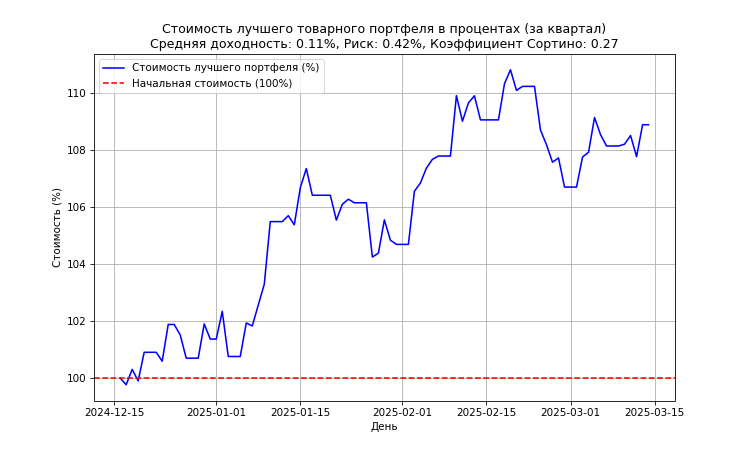 Стоимость лучшего товарного портфеля в процентах (за квартал)
Средняя доходность: 0.11%, Риск: 0.42%, Коэффициент Сортино: 0.27
Стоимость лучшего портфеля (%)
Начальная стоимость (100%)
Стоимость (%)
110
108
106
104
102
100
2024-12-15
2025-01-01
2025-01-15
2025-02-01
2025-02-15
2025-03-01
2025-03-15
День